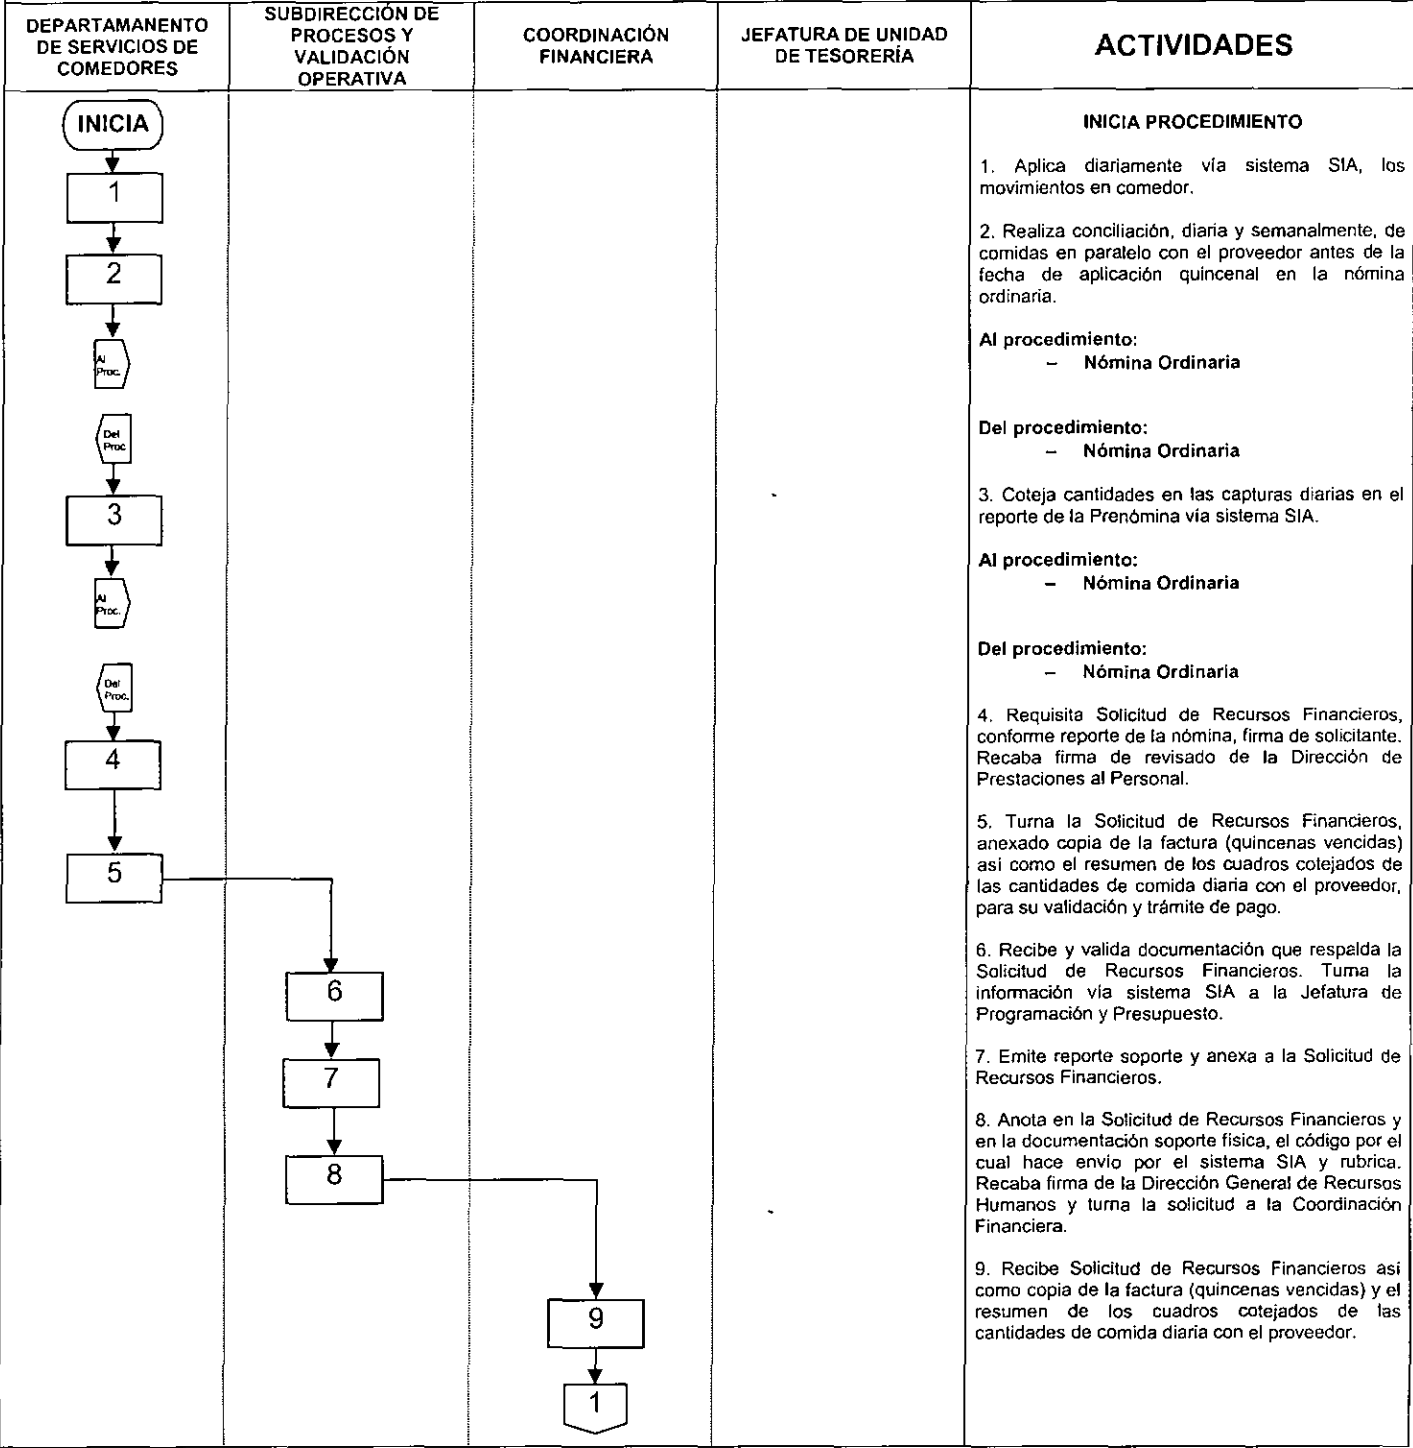 DEPARTAMANENTO
DE SERVICIOS DE
COMEDORES
SUBDIRECCIÓN DE
PROCESOS Y
VALIDACIÓN
OPERATIVA
COORDINACIÓN
FINANCIERA
JEFATURA DE UNIDAD
DE TESORERÍA
ACTIVIDADES
INICIA
1
2
Al
Proc.
Del
Proc
3
Al
Proc.
Del
Proc.
4
5
6
7
8
9
1
INICIA PROCEDIMIENTO
1. Aplica diariamente vía sistema SIA, los
movimientos en comedor.
2. Realiza conciliación, diaria y semanalmente, de
comidas en paralelo con el proveedor antes de la
fecha de aplicación quincenal en la nómina
ordinaria.
Al procedimiento:
– Nómina Ordinaria
Del procedimiento:
– Nómina Ordinaria
3. Coteja cantidades en las capturas diarias en el
reporte de la Prenómina vía sistema SIA.
Al procedimiento:
– Nómina Ordinaria
Del procedimiento:
– Nómina Ordinaria
4. Requisita Solicitud de Recursos Financieros,
conforme reporte de la nómina, firma de solicitante.
Recaba firma de revisado de la Dirección de
Prestaciones al Personal.
5. Turna la Solicitud de Recursos Financieros,
anexado copia de la factura (quincenas vencidas)
así como el resumen de los cuadros cotejados de
las cantidades de comida diaria con el proveedor,
para su validación y trámite de pago.
6. Recibe y valida documentación que respalda la
Solicitud de Recursos Financieros. Turna la
información vía sistema SIA a la Jefatura de
Programación y Presupuesto.
7. Emite reporte soporte y anexa a la Solicitud de
Recursos Financieros.
8. Anota en la Solicitud de Recursos Financieros y
en la documentación soporte física, el código por el
cual hace envío por el sistema SIA y rubrica.
Recaba firma de la Dirección General de Recursos
Humanos y turna la solicitud a la Coordinación
Financiera.
9. Recibe Solicitud de Recursos Financieros así
como copia de la factura (quincenas vencidas) y el
resumen de los cuadros cotejados de las
cantidades de comida diaria con el proveedor.